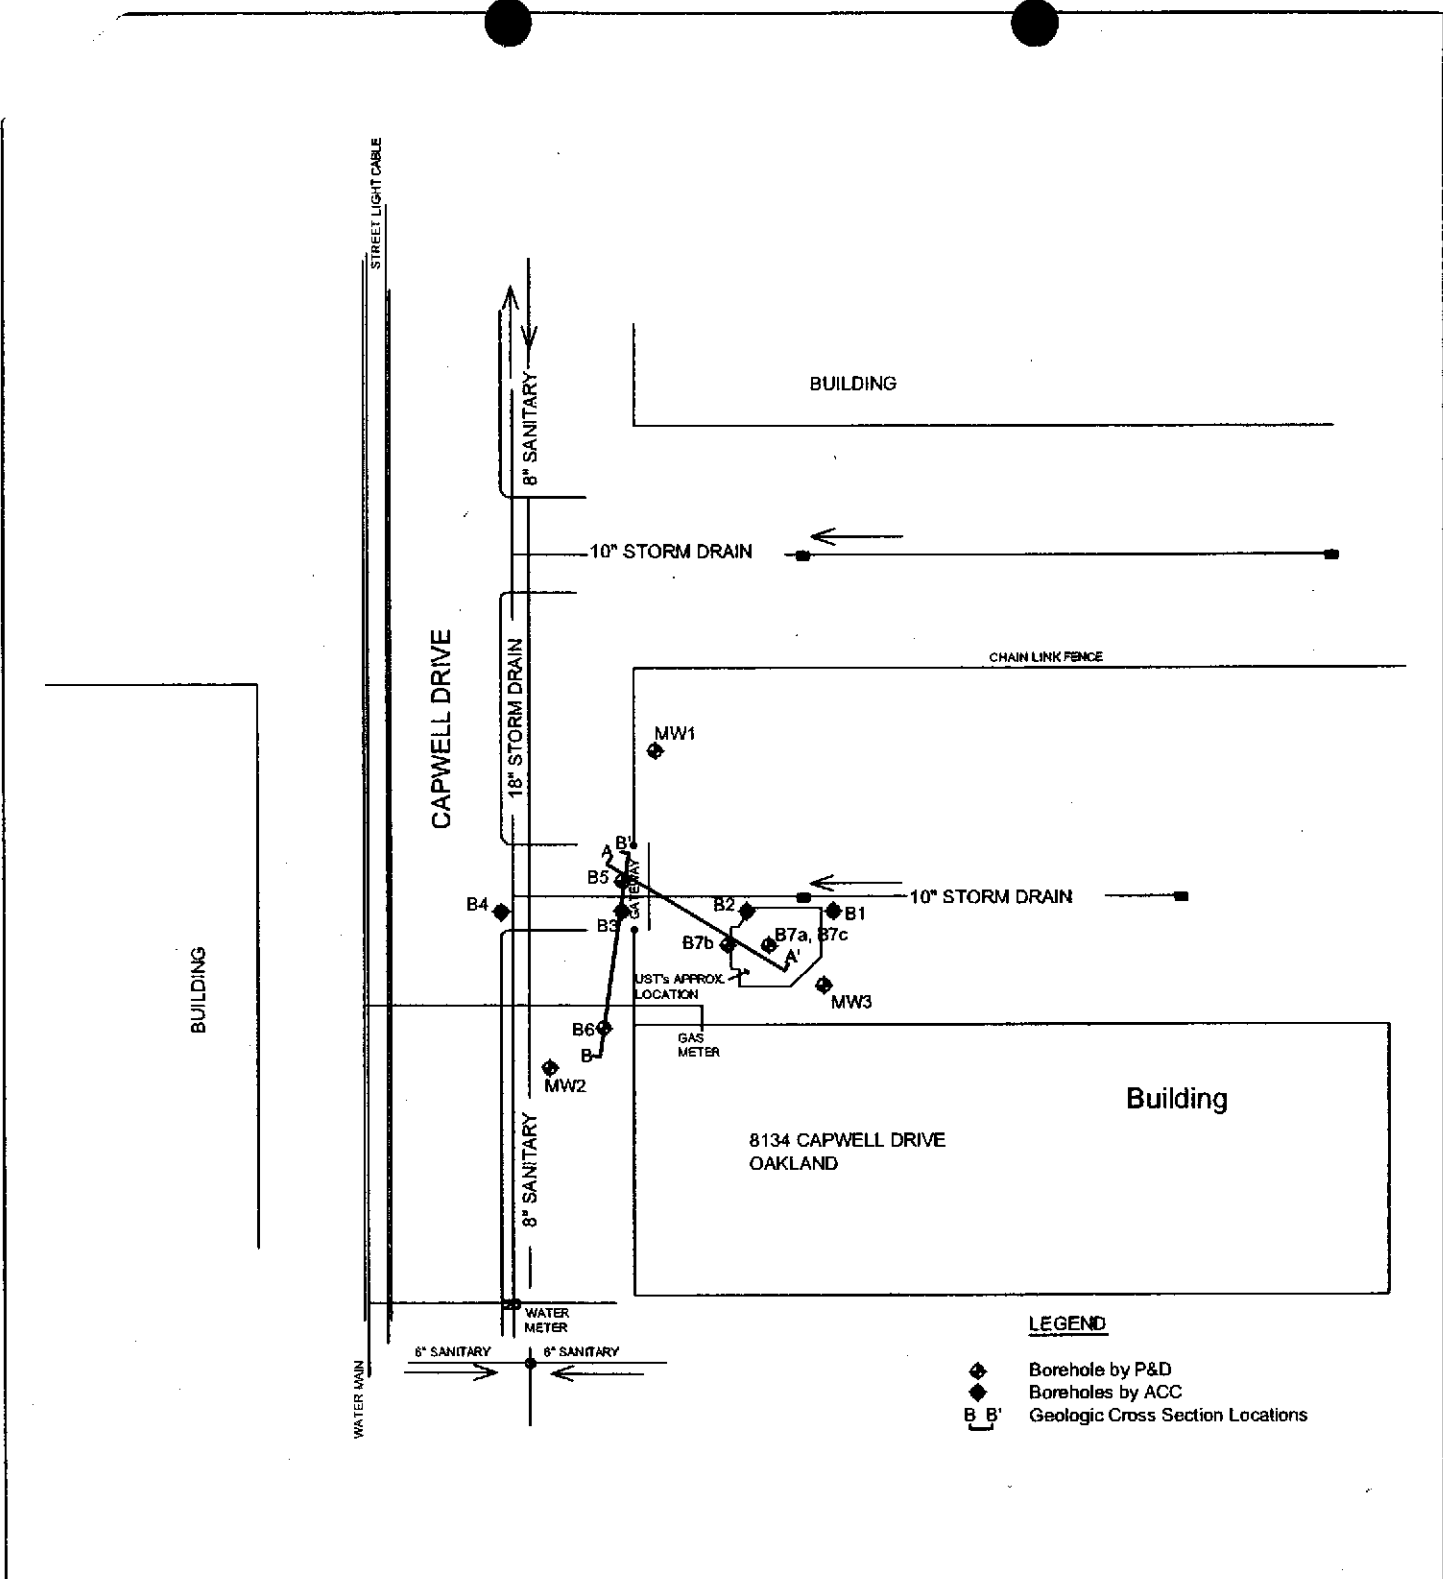 STREET LIGHT CABLE
BUILDING
8" SANITARY
10" STORM DRAIN
CAPWELL DRIVE
18" STORM DRAIN
CHAIN LINK FENCE
MW1
A
B'
B5
GATEWAY
10" STORM DRAIN
B4
B3
B2
B1
B7b
B7a, B7c
A'
UST's APPROX.
LOCATION
MW3
BUILDING
B6
B
GAS
METER
MW2
Building
8134 CAPWELL DRIVE
OAKLAND
8" SANITARY
WATER
METER
6" SANITARY
6" SANITARY
WATER MAIN
LEGEND
Borehole by P&D
Boreholes by ACC
B B' Geologic Cross Section Locations